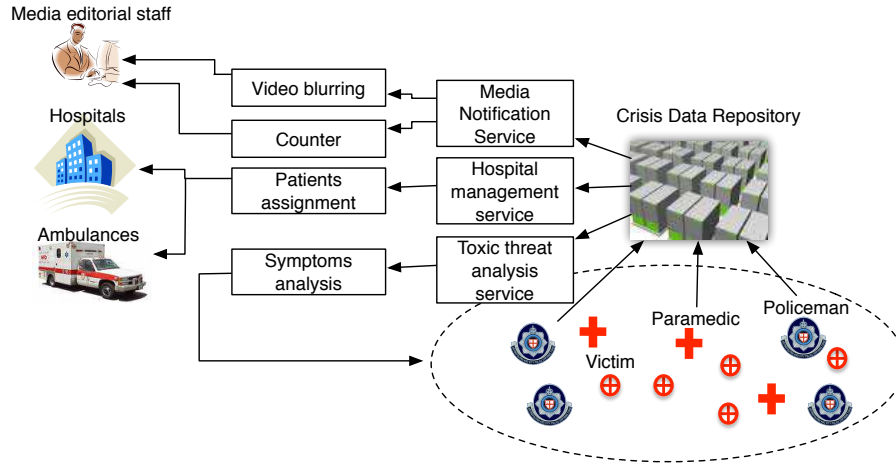 Media editorial staff
Video blurring
Media
Notification
Service
Crisis Data Repository
Hospitals
Counter
Patients
assignment
Hospital
management
service
Ambulances
Symptoms
analysis
Toxic threat
analysis
service
Paramedic
Policeman
Victim